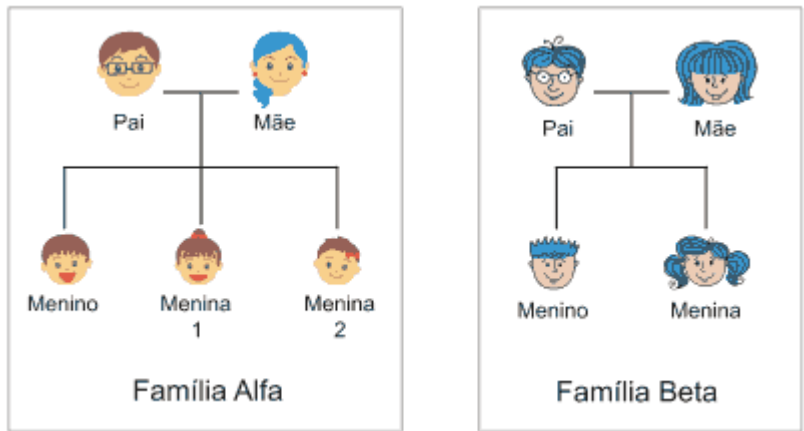 Pai
Mãe
Menino
Menina
1
Menina
2
Família Alfa
Pai
Mãe
Menino
Menina
Família Beta